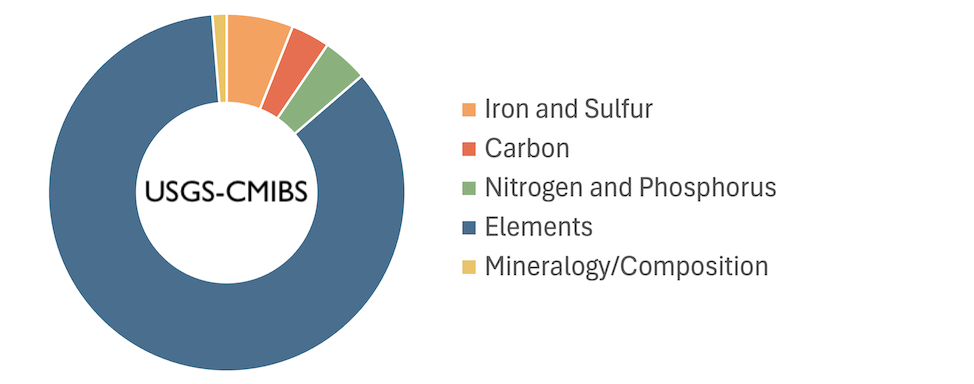 USGS-CMIBS
Iron and Sulfur
Carbon
Nitrogen and Phosphorus
Elements
Mineralogy/Composition